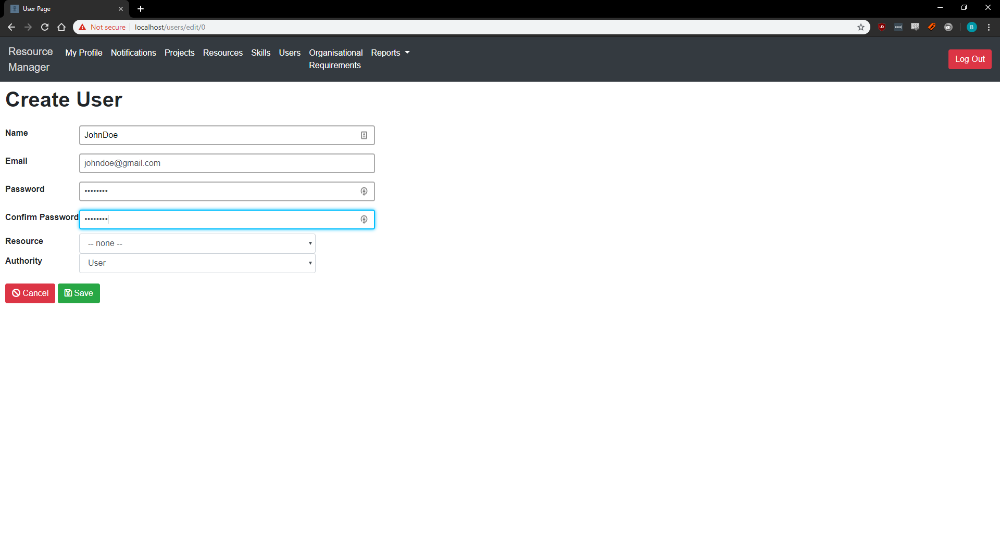 User Page
Not secure localhost/users/edit/0
B
Resource
Manager
My Profile Notifications Projects Resources Skills Users Organisational Requirements Reports
Log Out
Create User
Name JohnDoe
Email johndoe@gmail.com
Password ••••••••
Confirm Password ••••••••
Resource -- none --
Authority User
Cancel Save